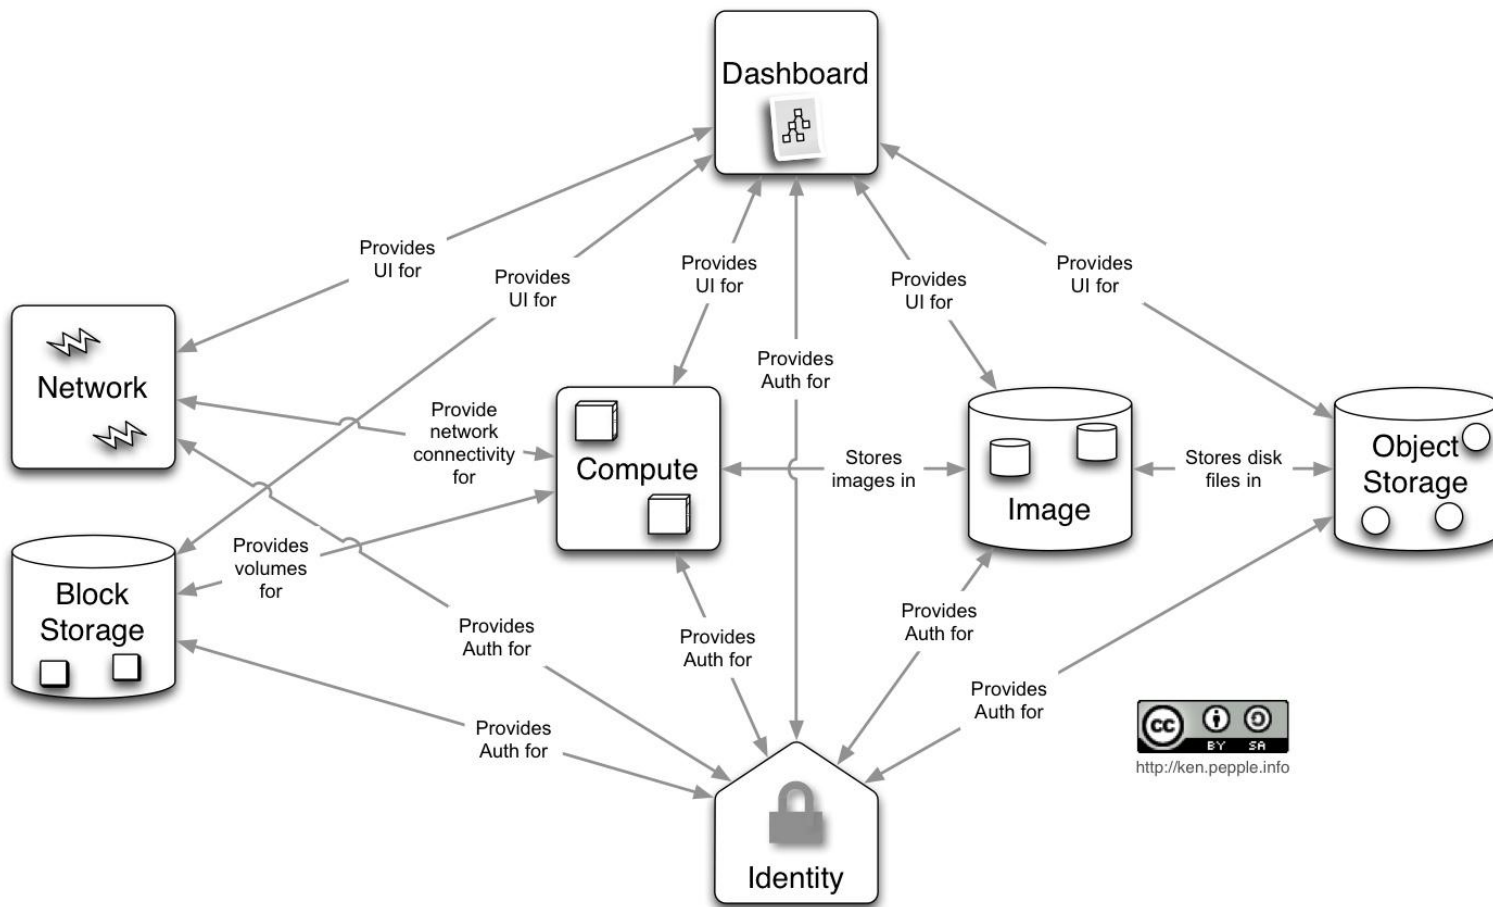 Dashboard
Provides
UI for
Provides
UI for
Provides
UI for
Provides
UI for
Provides
UI for
Network
Provides
Auth for
Provide
network
connectivity
for
Compute
Stores
images in
Image
Stores disk
files in
Object
Storage
Block
Storage
Provides
volumes
for
Provides
Auth for
Provides
Auth for
Provides
Auth for
Provides
Auth for
Provides
Auth for
cc
BY SA
http://ken.pepple.info
Identity